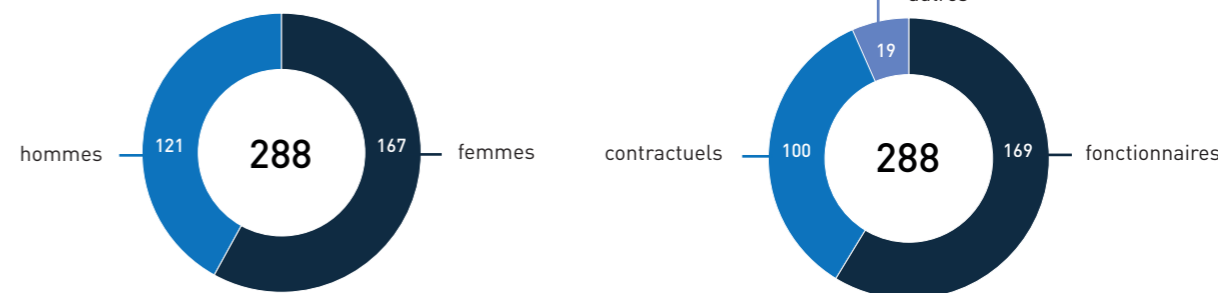 hommes
121
288
167
femmes
19
contractuels
100
288
169
fonctionnaires